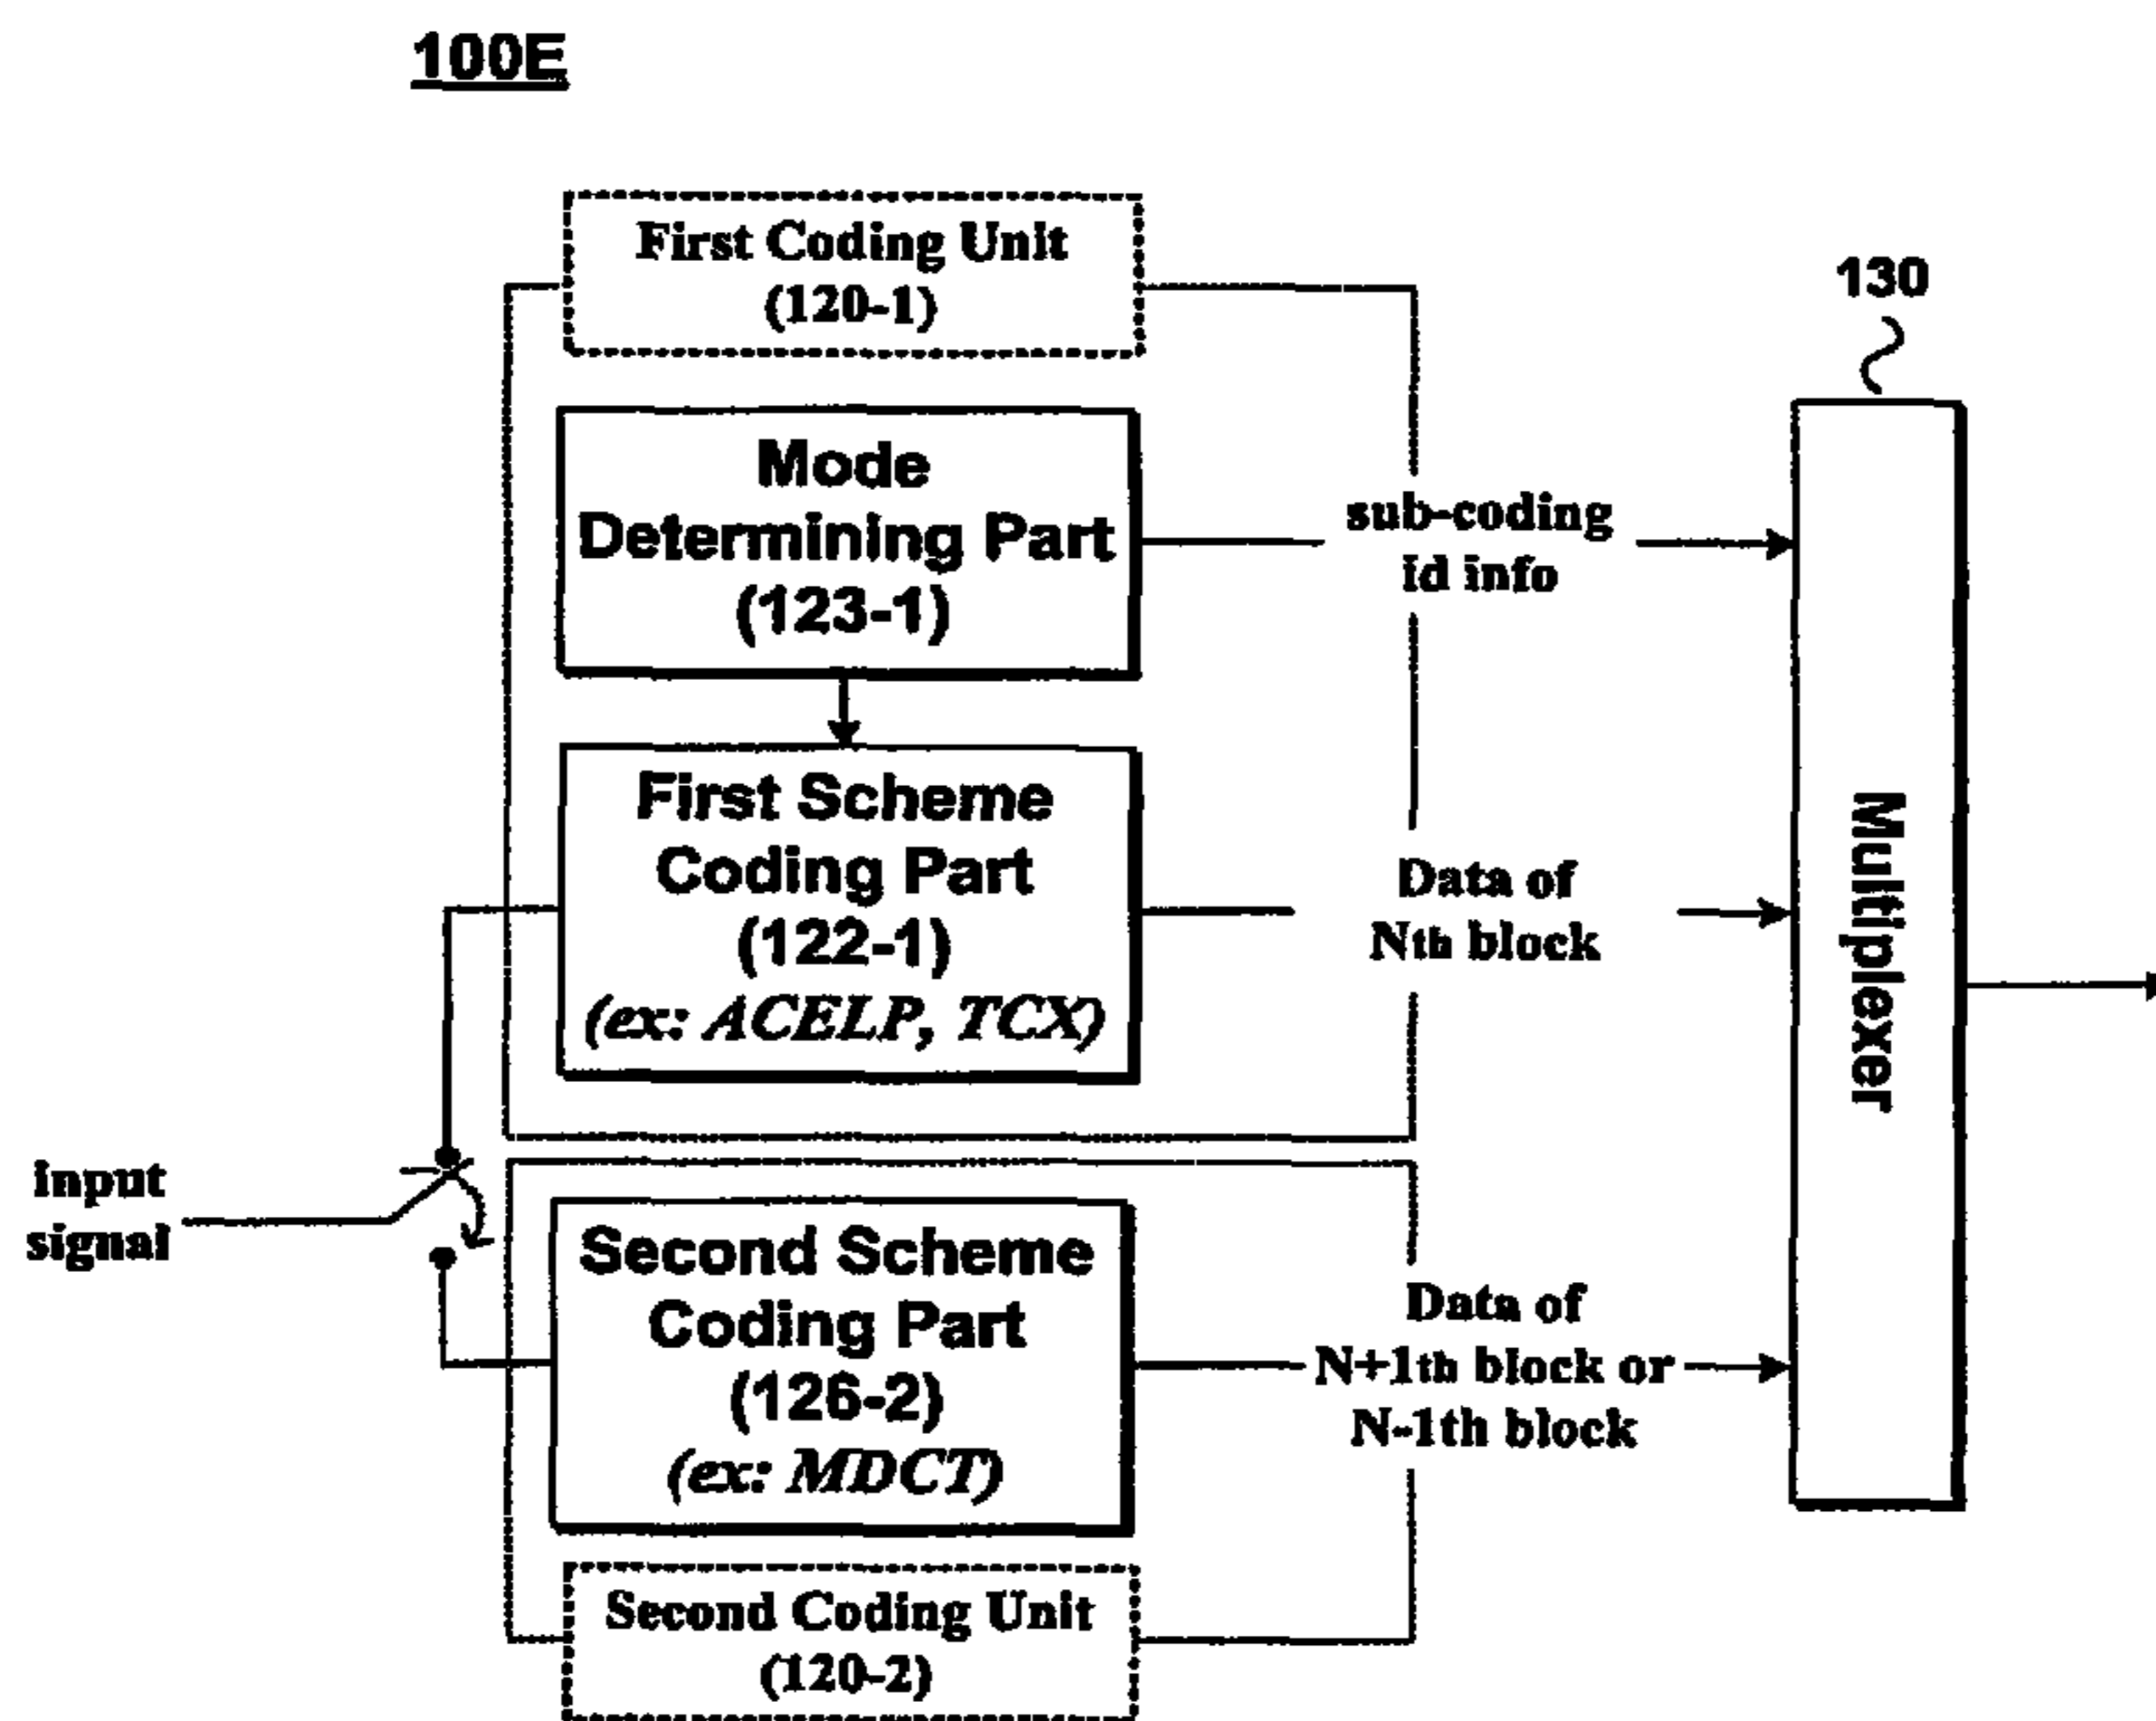 100E
First Coding Unit
(120-1)
130
Mode
Determining Part
(123-1)
sub-coding
id info
First Scheme
Coding Part
(122-1)
(ex: ACELP, TCX)
Data of
Nth block
Multiplexer
input
signal
Second Scheme
Coding Part
(126-2)
(ex: MDCT)
Data of
N+1th block or
N-1th block
Second Coding Unit
(120-2)